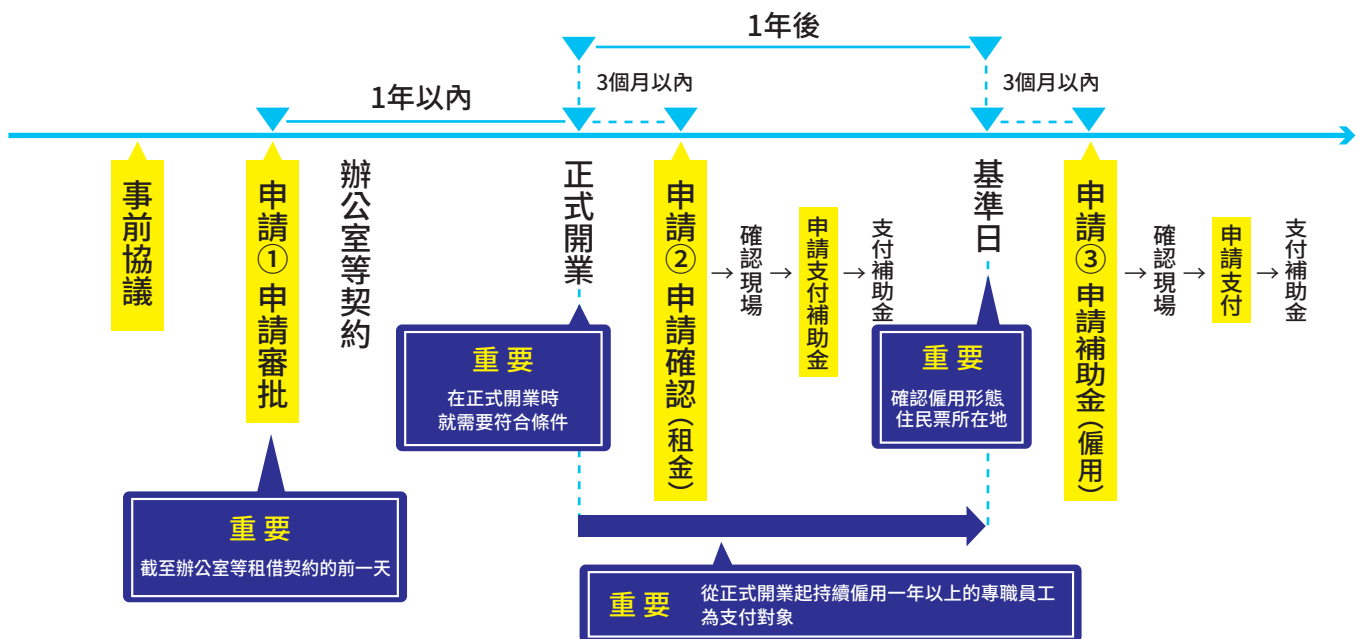 1年後
3個月以內
3個月以內
1年以內
事前協議
申請① 申請審批
辦公室等契約
正式開業
申請② 申請確認（租金）
→
確認現場
→
申請支付補助金
→
支付補助金
基準日
申請③ 申請補助金（僱用）
→
確認現場
→
申請支付
→
支付補助金
重要
在正式開業時
就需要符合條件
重要
確認僱用形態
住民票所在地
重要
截至辦公室等租借契約的前一天
重要
從正式開業起持續僱用一年以上的專職員工
為支付對象